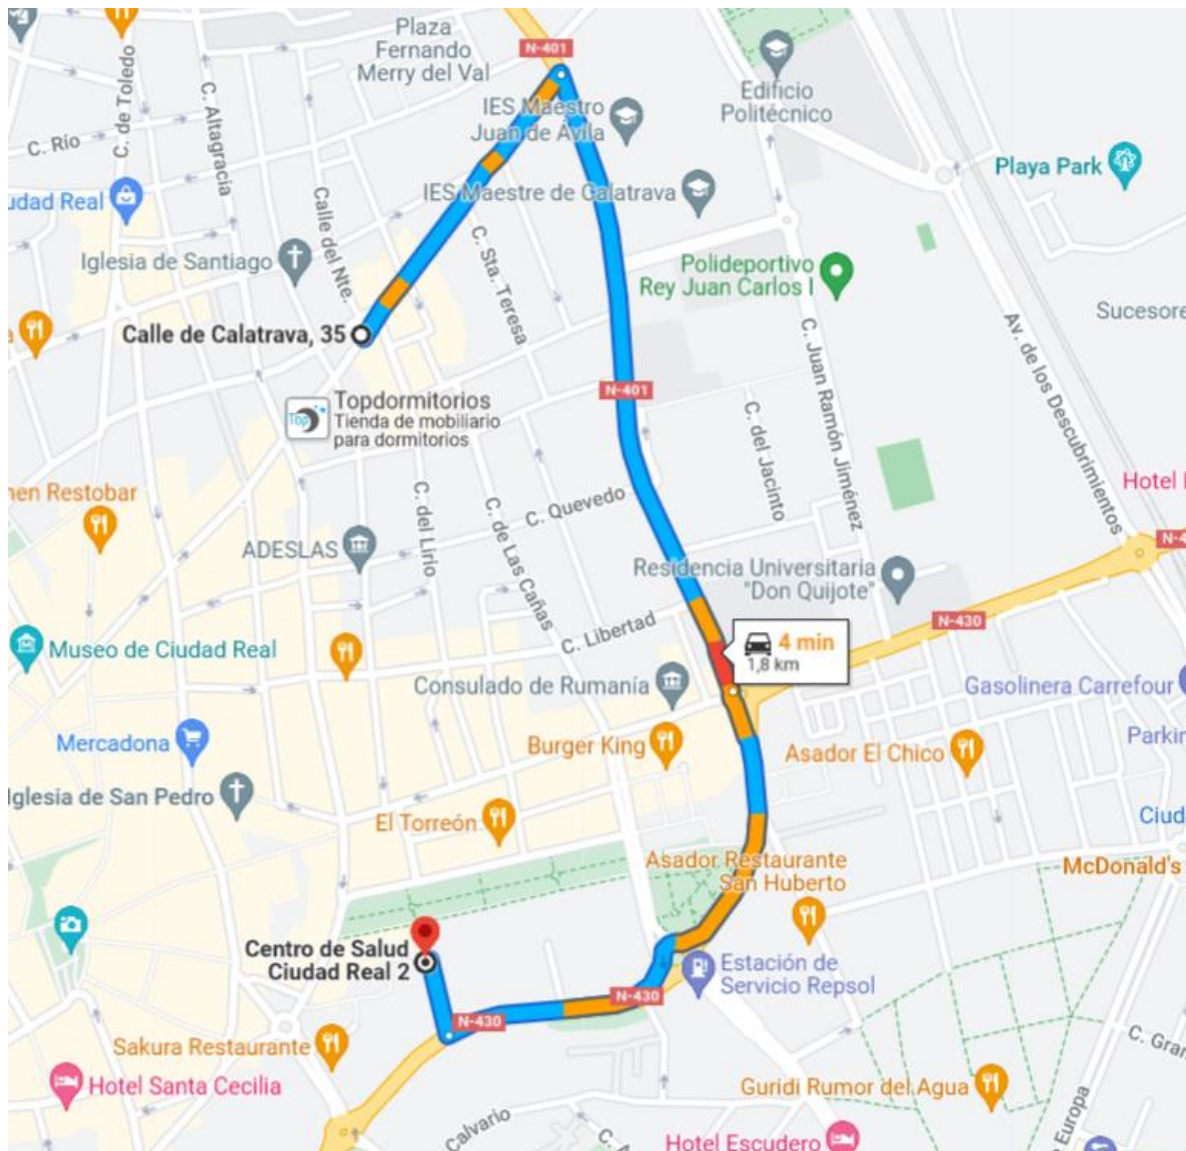 Plaza
Fernando
Merry del Val
N-401
C. de Toledo
C. Altagracia
C. Río
IES Maestro
Juan de Ávila
Edificio
Politécnico
Playa Park
udad Real
Calle del Nte.
IES Maestre de Calatrava
Iglesia de Santiago
C. Sta. Teresa
Polideportivo
Rey Juan Carlos I
Sucesore
Calle de Calatrava, 35
Av. de los Descubrimientos
C. Juan Ramón Jiménez
N-401
Top
Topdormitorios
Tienda de mobiliario
para dormitorios
C. del Jacinto
Hotel
men Restobar
C. del Lirio
C. de Las Cañas
C. Quevedo
ADESLAS
N-4
Residencia Universitaria
"Don Quijote"
N-430
C. Libertad
4 min
1,8 km
Museo de Ciudad Real
Consulado de Rumanía
Gasolinera Carrefour
Mercadona
Burger King
Asador El Chico
Parkin
Iglesia de San Pedro
El Torreón
Ciud
Asador Restaurante
San Huberto
McDonald's
Centro de Salud
Ciudad Real 2
Estación de
Servicio Repsol
N-430
N-430
Sakura Restaurante
C. Gran
Hotel Santa Cecilia
Guridi Rumor del Agua
Calvario
Europa
Hotel Escudero